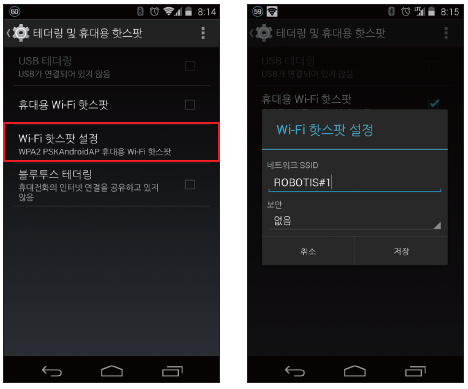 60
8:14
테더링 및 휴대용 핫스팟
USB 테더링
USB가 연결되어 있지 않음
휴대용 Wi-Fi 핫스팟
Wi-Fi 핫스팟 설정
WPA2 PSKAndroidAP 휴대용 Wi-Fi 핫스팟
블루투스 테더링
휴대전화의 인터넷 연결을 공유하고 있지
않음
59
8:15
테더링 및 휴대용 핫스팟
USB 테더링
USB가 연결되어 있지 않음
휴대용 Wi-Fi 핫스팟
Wi-Fi 핫스팟 설정
네트워크 SSID
ROBOTIS#1
보안
없음
취소
저장